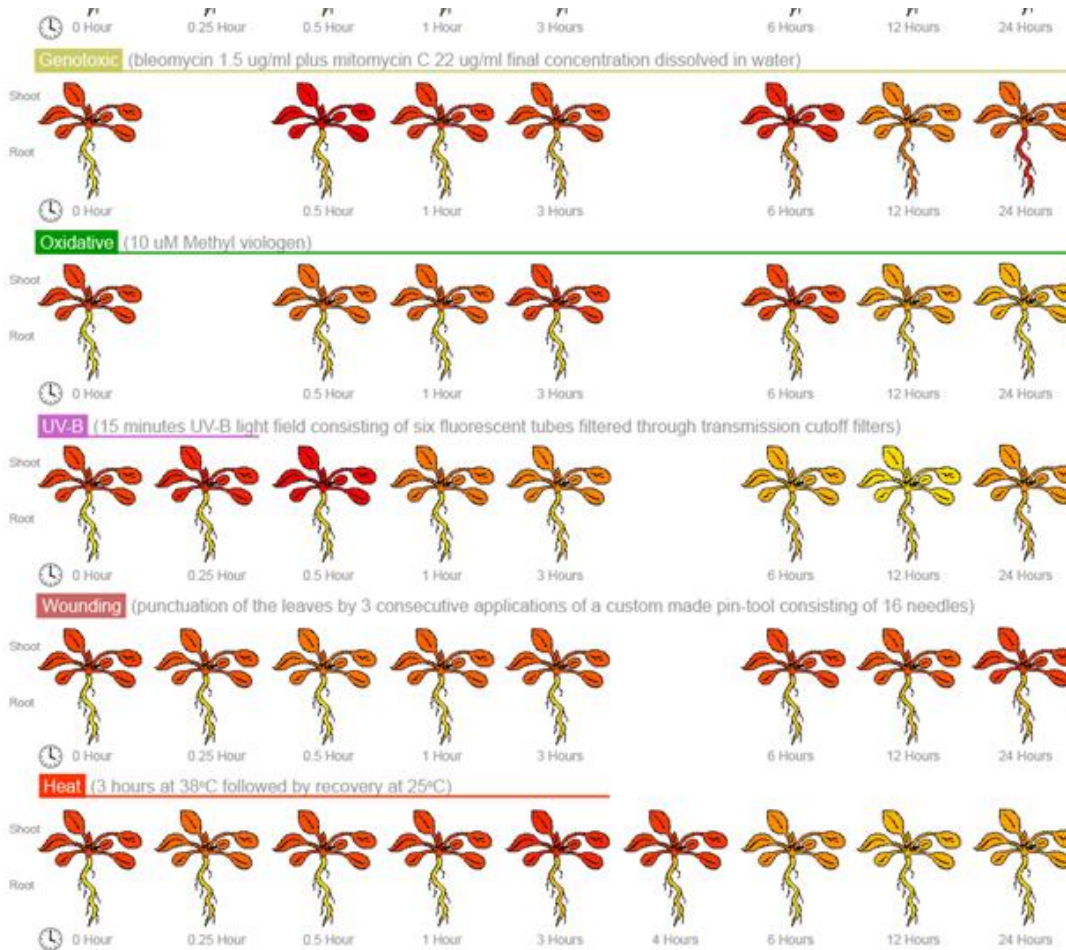 0 Hour 0.25 Hour 0.5 Hour 1 Hour 3 Hours 6 Hours 12 Hours 24 Hours
Genotoxic (bleomycin 1.5 ug/ml plus mitomycin C 22 ug/ml final concentration dissolved in water)
Shoot
Root
0 Hour 0.5 Hour 1 Hour 3 Hours 6 Hours 12 Hours 24 Hours
Oxidative (10 uM Methyl viologen)
Shoot
Root
0 Hour 0.5 Hour 1 Hour 3 Hours 6 Hours 12 Hours 24 Hours
UV-B (15 minutes UV-B light field consisting of six fluorescent tubes filtered through transmission cutoff filters)
Shoot
Root
0 Hour 0.25 Hour 0.5 Hour 1 Hour 3 Hours 6 Hours 12 Hours 24 Hours
Wounding (punctuation of the leaves by 3 consecutive applications of a custom made pin-tool consisting of 16 needles)
Shoot
Root
0 Hour 0.25 Hour 0.5 Hour 1 Hour 3 Hours 6 Hours 12 Hours 24 Hours
Heat (3 hours at 38ºC followed by recovery at 25ºC)
Shoot
Root
0 Hour 0.25 Hour 0.5 Hour 1 Hour 3 Hours 4 Hours 6 Hours 12 Hours 24 Hours